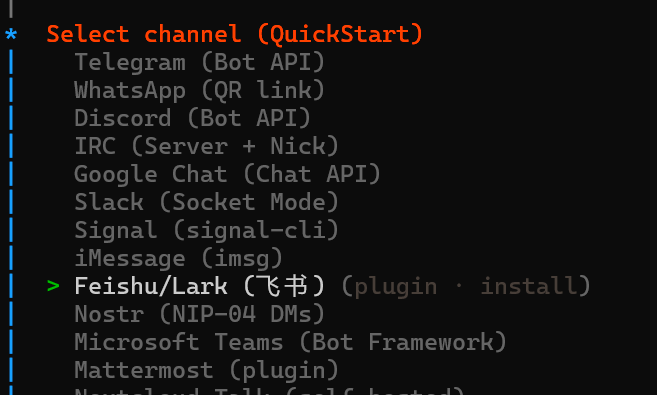 * Select channel (QuickStart)
Telegram (Bot API)
WhatsApp (QR link)
Discord (Bot API)
IRC (Server + Nick)
Google Chat (Chat API)
Slack (Socket Mode)
Signal (signal-cli)
iMessage (imsg)
> Feishu/Lark (飞书) (plugin · install)
Nostr (NIP-04 DMs)
Microsoft Teams (Bot Framework)
Mattermost (plugin)